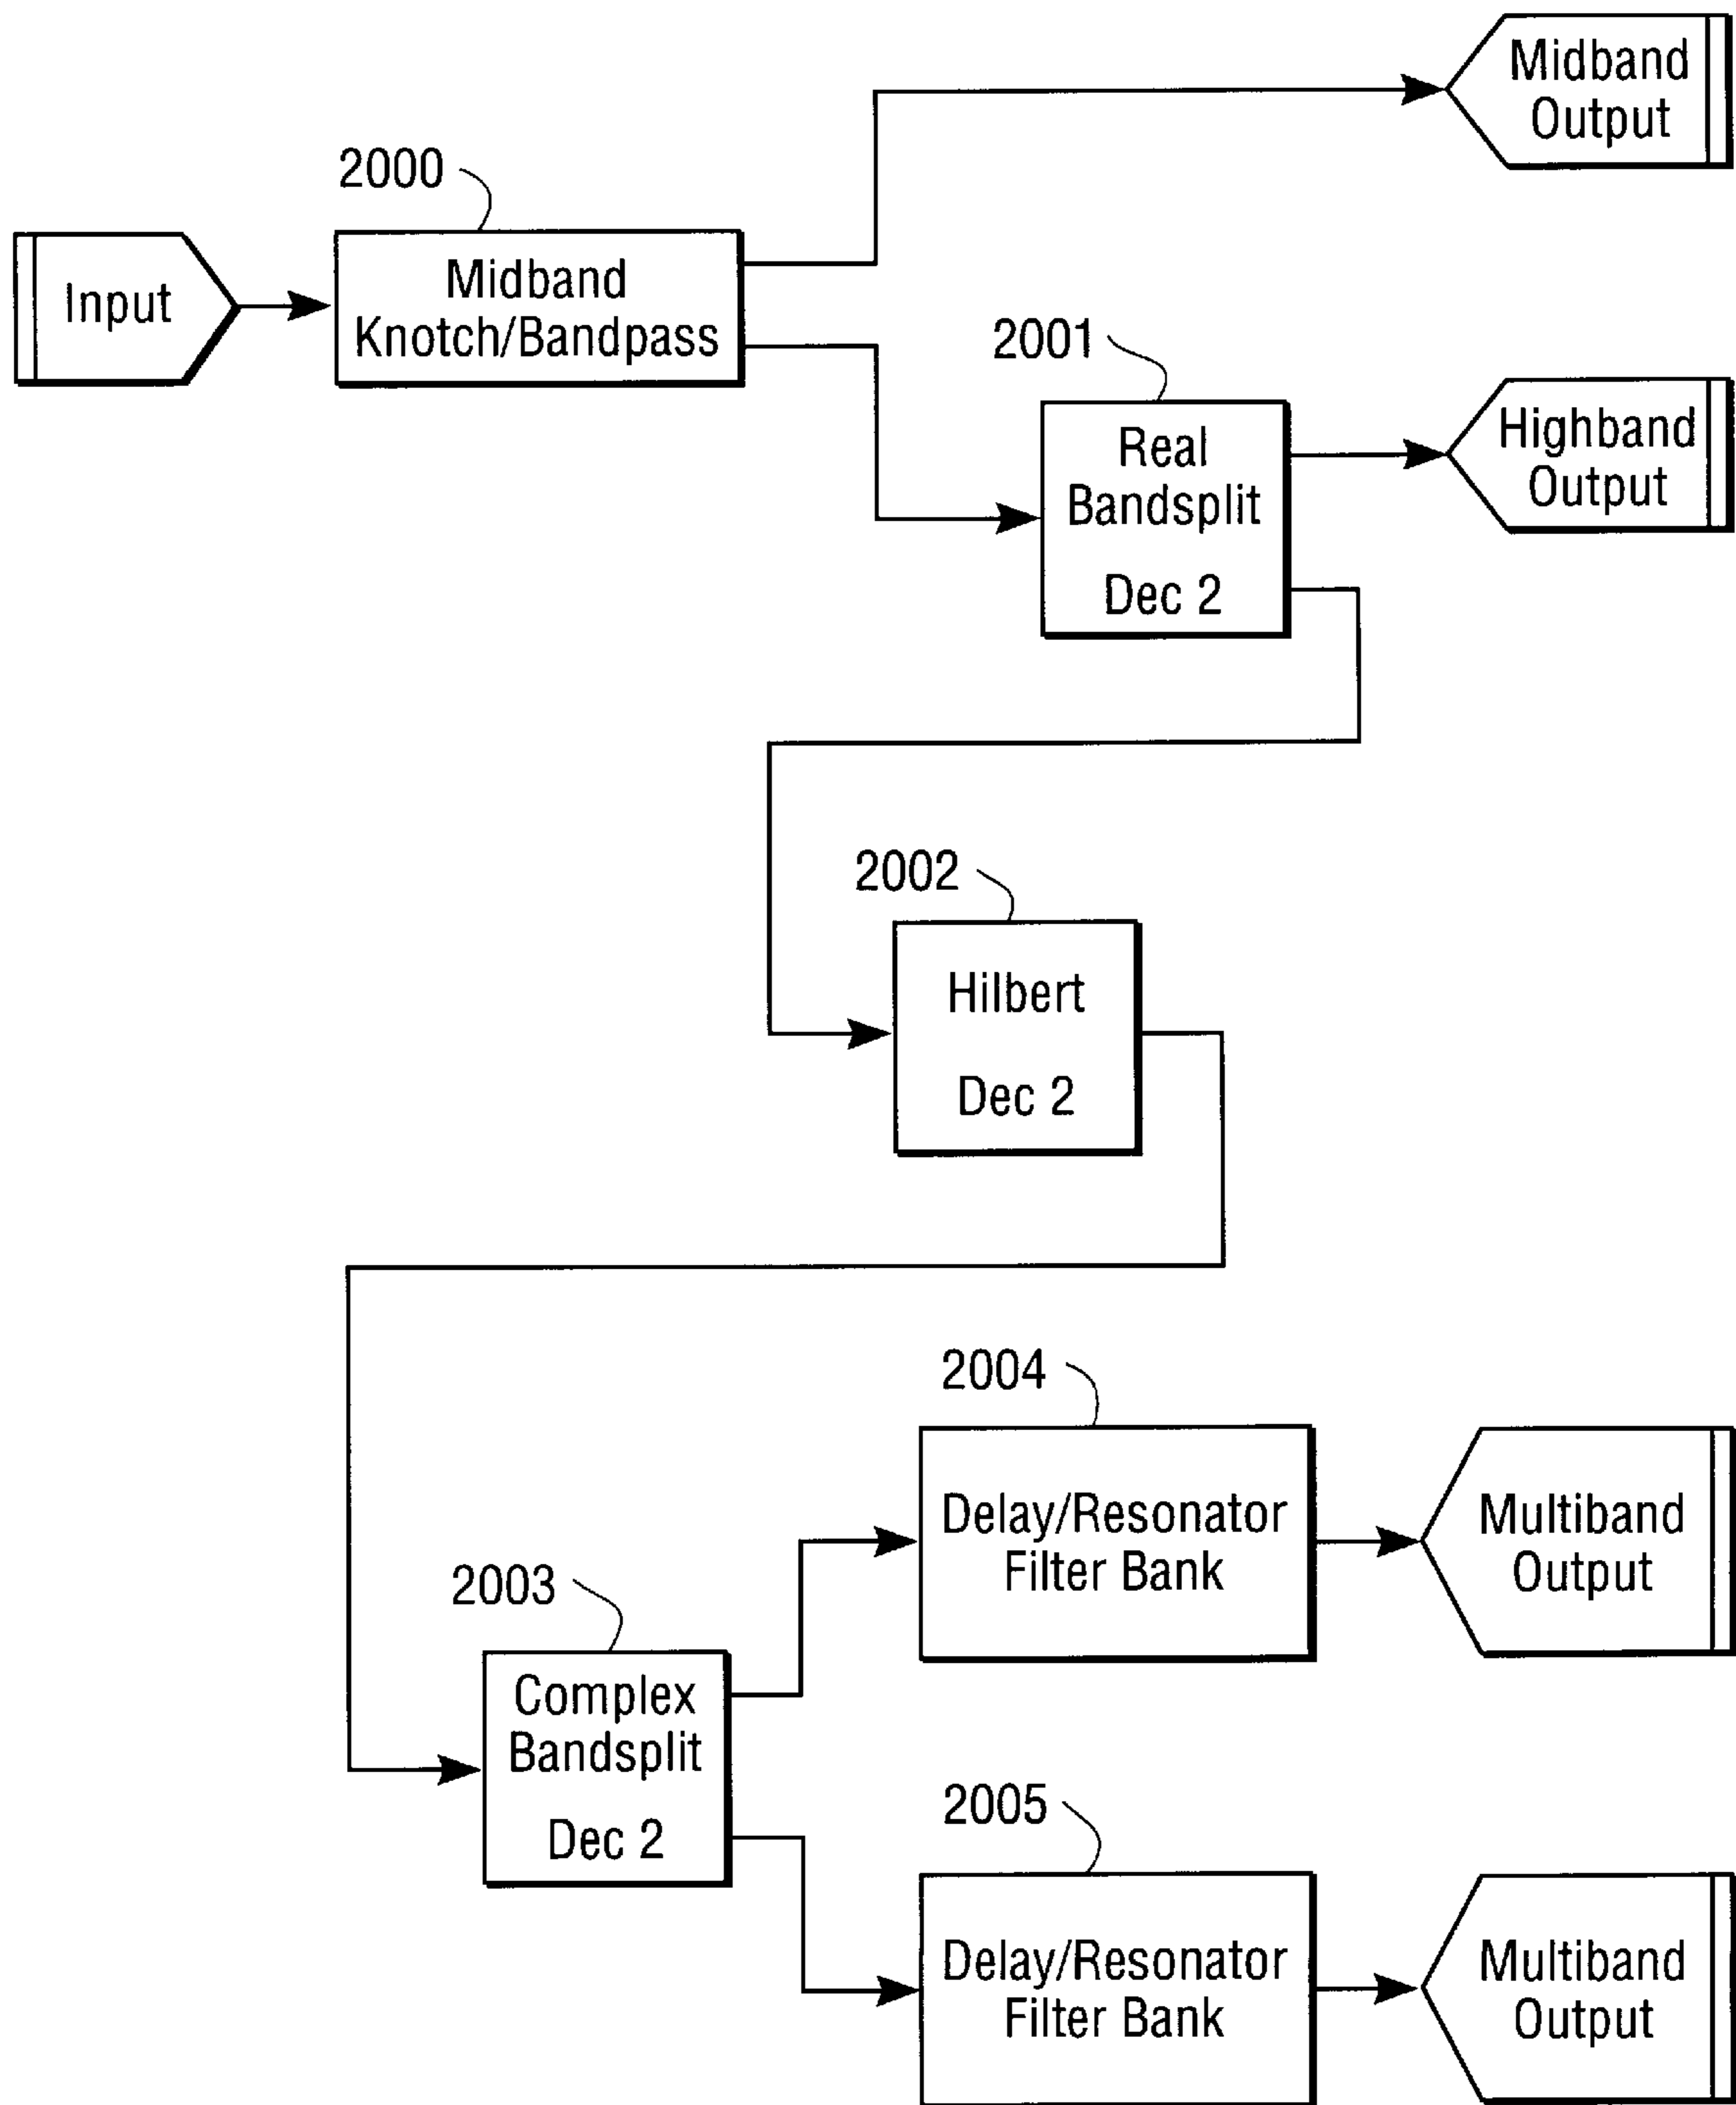 Midband
Output
2000
Input
Midband
Knotch/Bandpass
2001
Real
Bandsplit
Dec 2
Highband
Output
2002
Hilbert
Dec 2
2004
Delay/Resonator
Filter Bank
Multiband
Output
2003
Complex
Bandsplit
Dec 2
2005
Delay/Resonator
Filter Bank
Multiband
Output